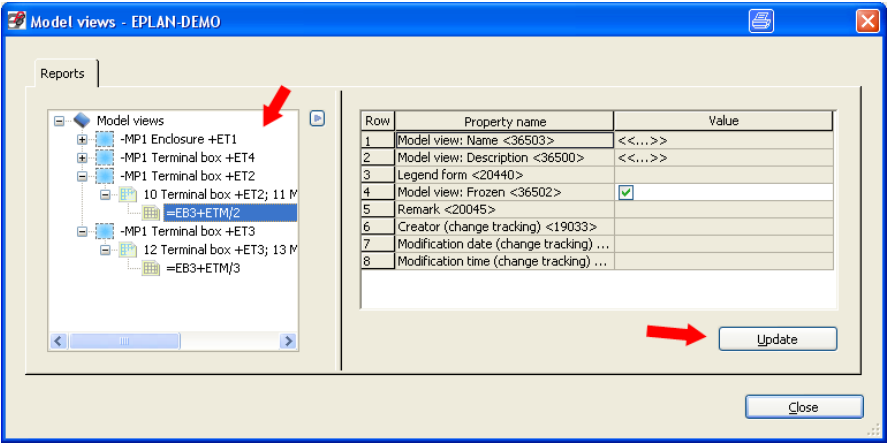 Model views - EPLAN-DEMO
Reports
Model views
-MP1 Enclosure +ET1
-MP1 Terminal box +ET4
-MP1 Terminal box +ET2
10 Terminal box +ET2; 11 M
=EB3+ETM/2
-MP1 Terminal box +ET3
12 Terminal box +ET3; 13 M
=EB3+ETM/3
Row Property name Value
1 Model view: Name <36503> <<...>>
2 Model view: Description <36500> <<...>>
3 Legend form <20440>
4 Model view: Frozen <36502>
5 Remark <20045>
6 Creator (change tracking) <19033>
7 Modification date (change tracking) ...
8 Modification time (change tracking) ...
Update
Close